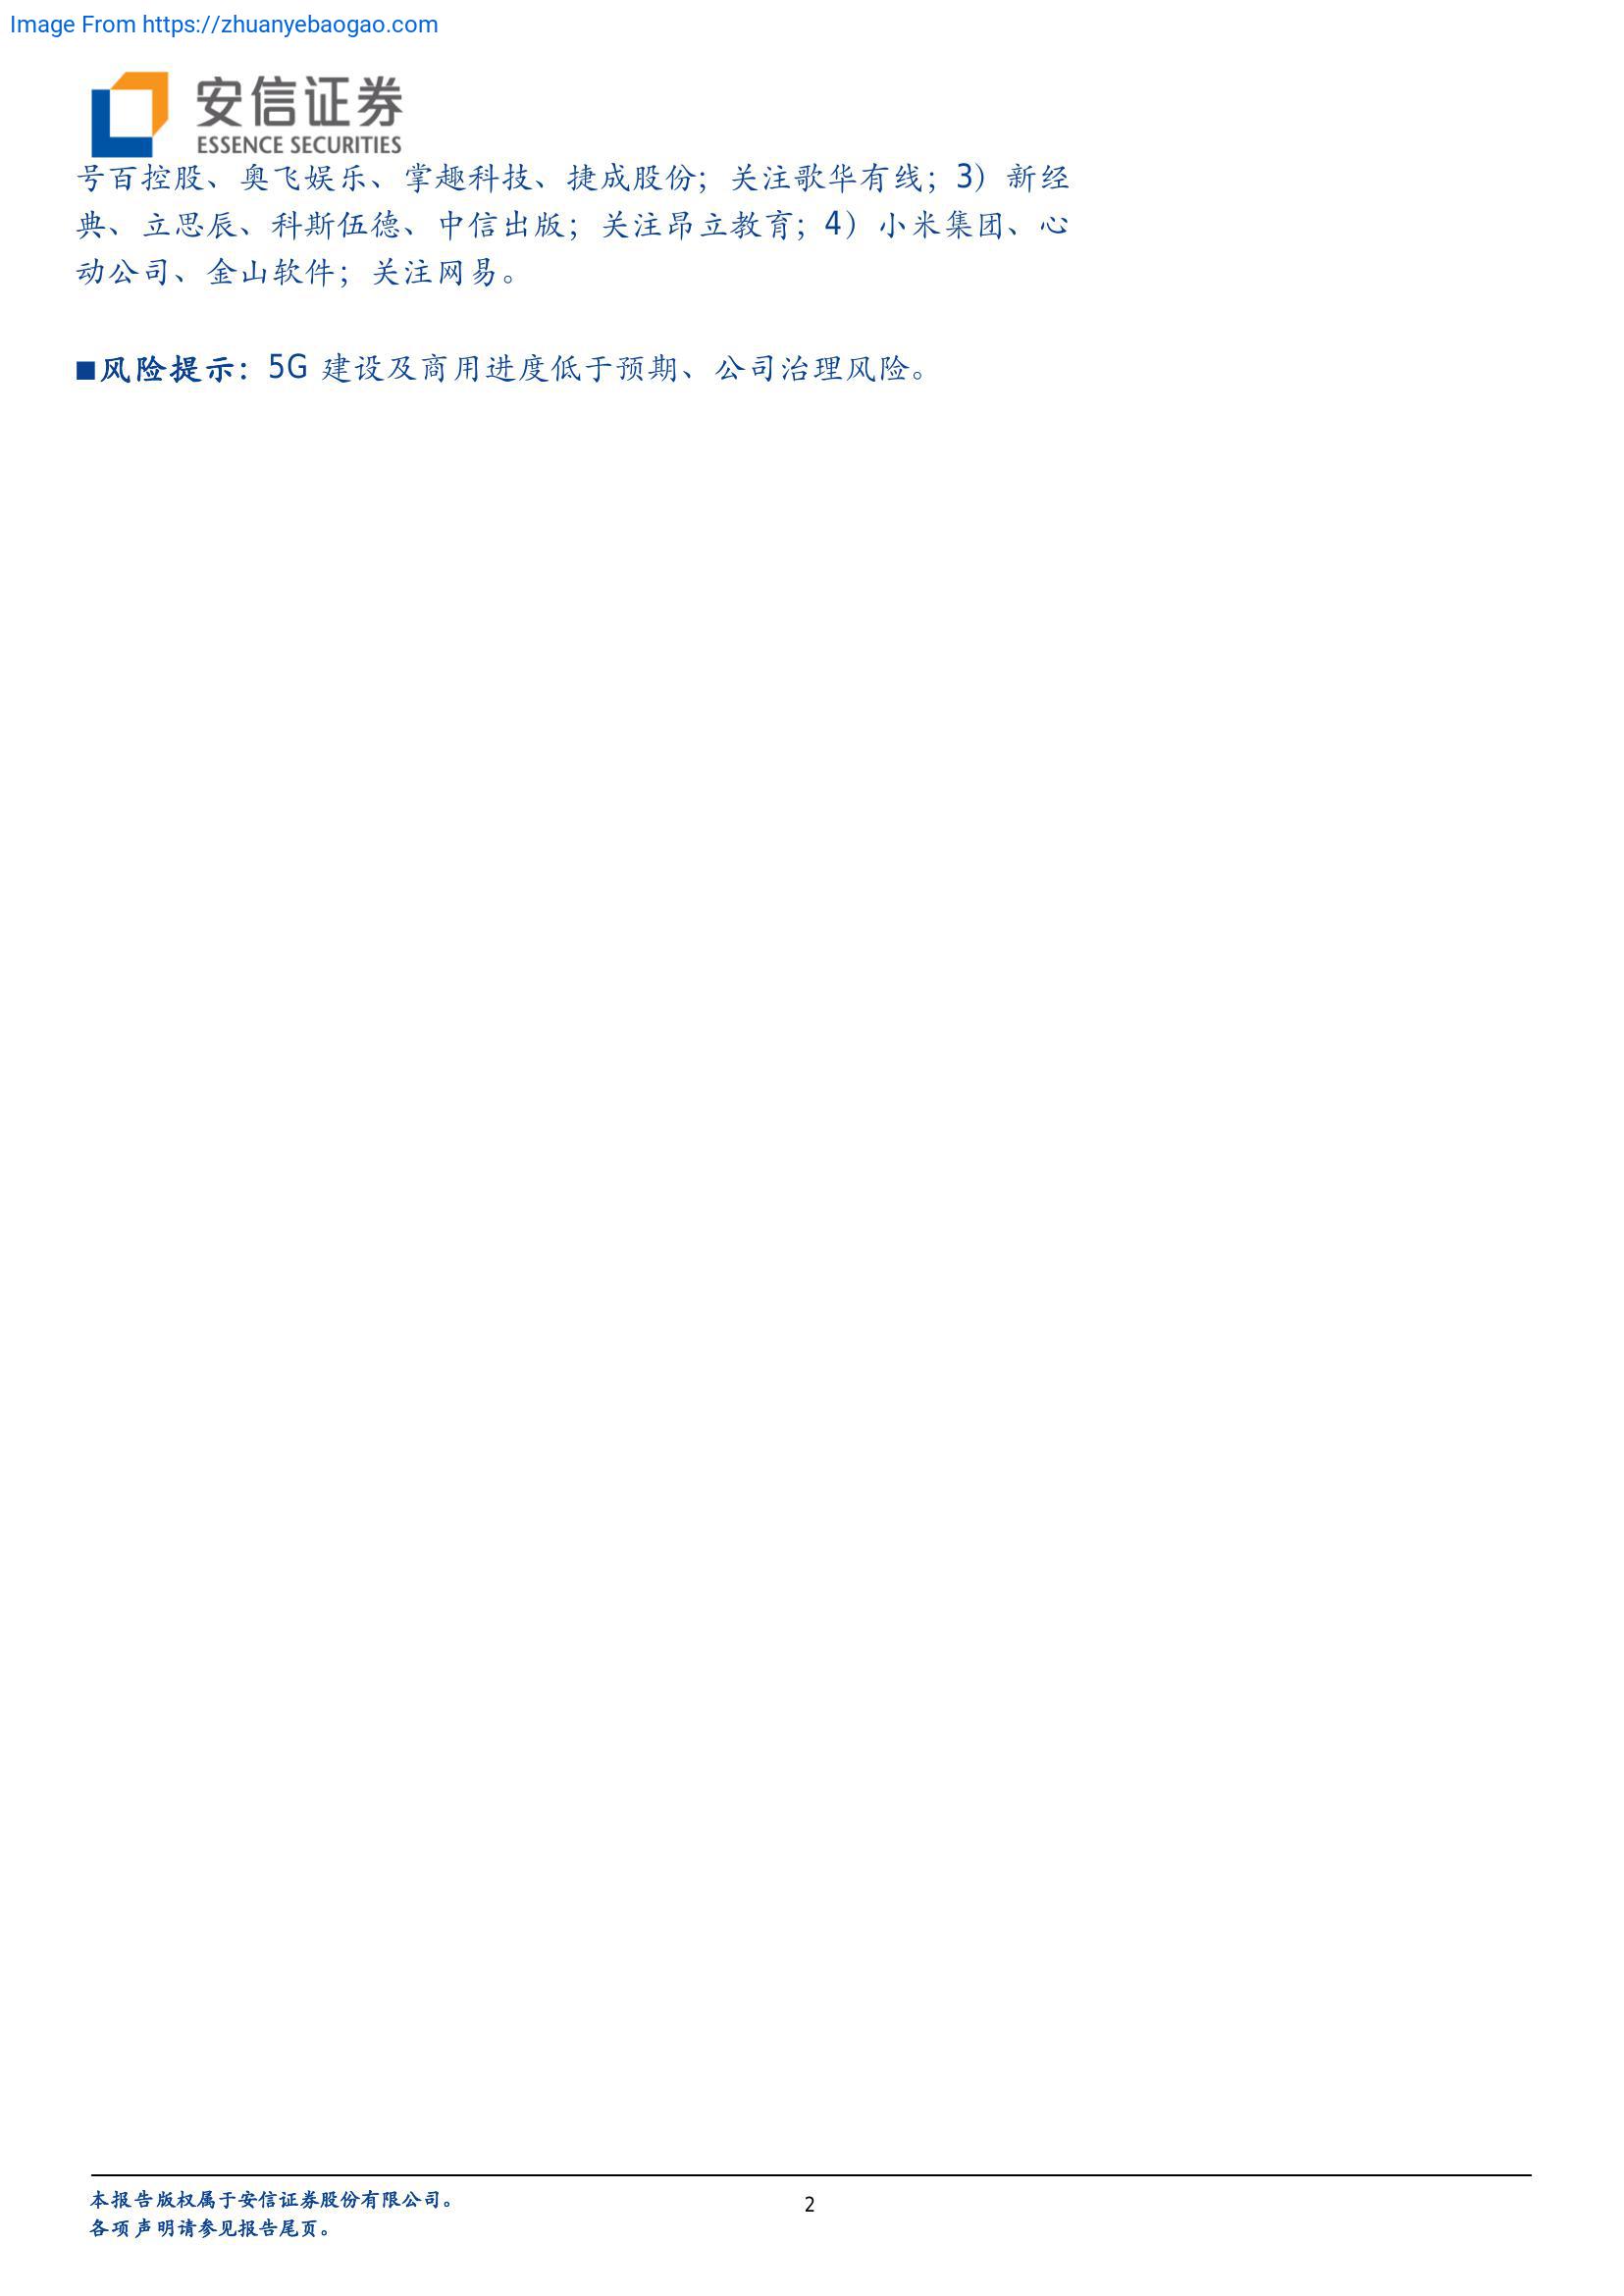 Image From https://zhuanyebaogao.com
安信证券
ESSENCE SECURITIES
号百控股、奥飞娱乐、掌趣科技、捷成股份；关注歌华有线；3）新经
典、立思辰、科斯伍德、中信出版；关注昂立教育；4）小米集团、心
动公司、金山软件；关注网易。
■风险提示：5G 建设及商用进度低于预期、公司治理风险。
本报告版权属于安信证券股份有限公司。
各项声明请参见报告尾页。
2